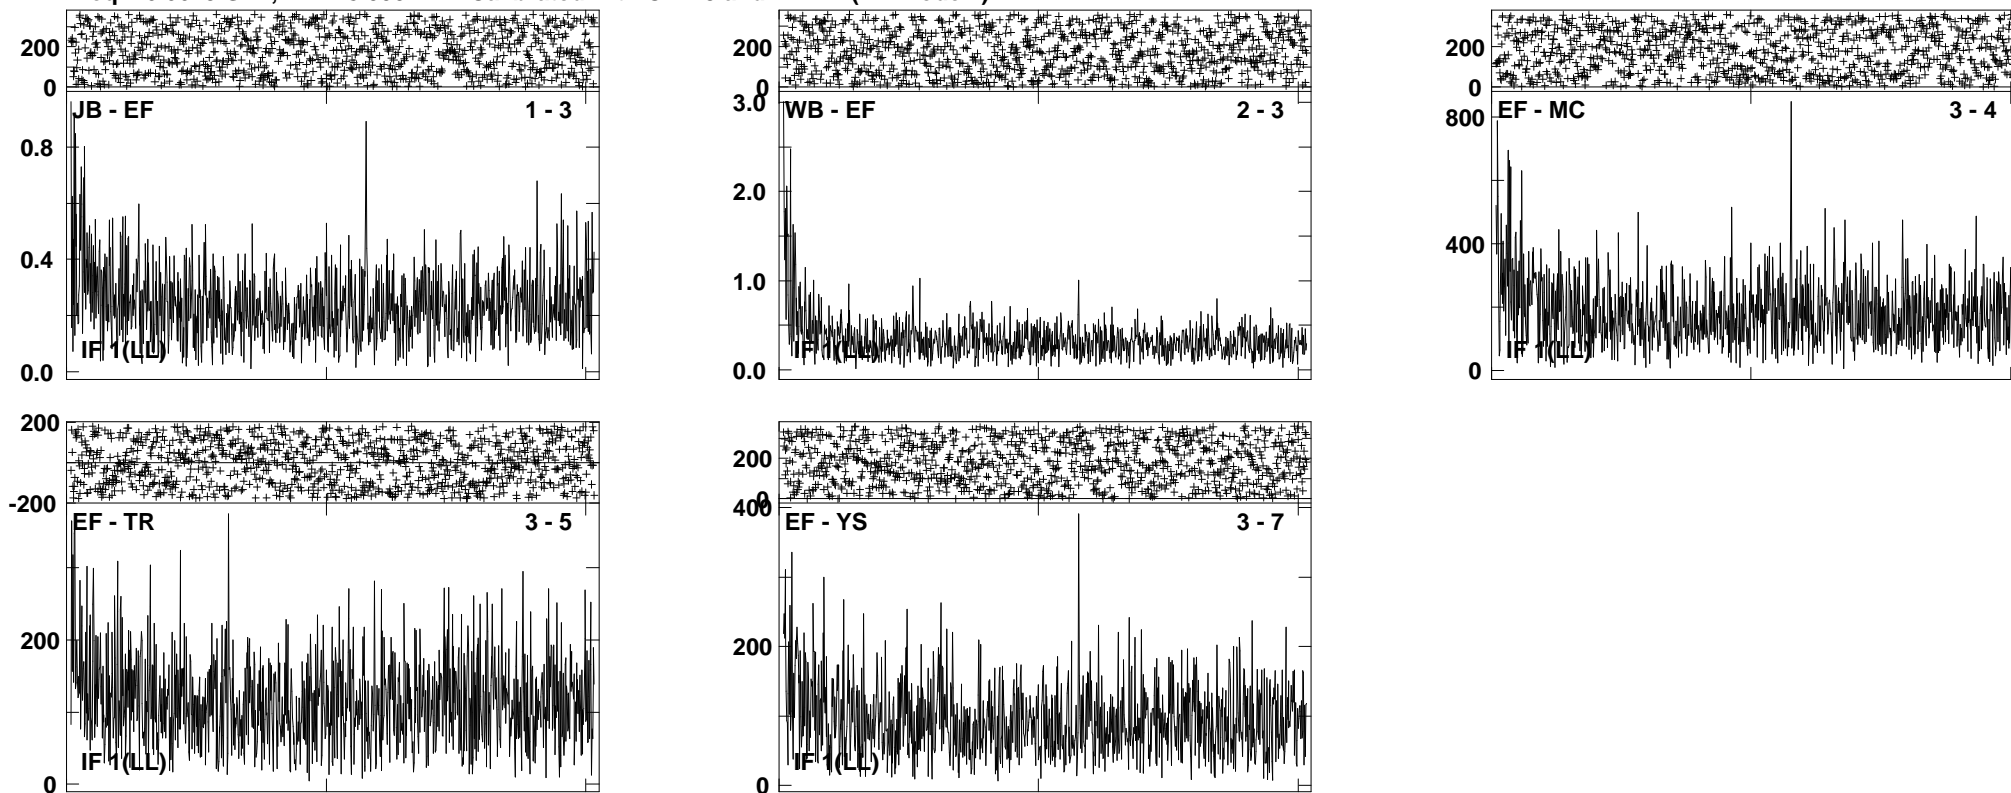 200 200 200
0 0 0
JB - EF 1 - 3 3.0 WB - EF 2 - 3 EF - MC 3 - 4
0.8 2.0 800
0.4 1.0 400
IF 1(LL) IF 1(LL) IF 1(LL)
0.0 0.0 0
200 200
-200 0
EF - TR 3 - 5 400 EF - YS 3 - 7
200 200
IF 1(LL) IF 1(LL)
0 0